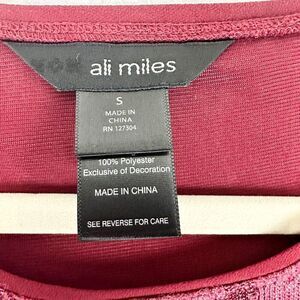 ali miles
S
MADE IN
CHINA
RN 127304
100% Polyester
Exclusive of Decoration
MADE IN CHINA
SEE REVERSE FOR CARE